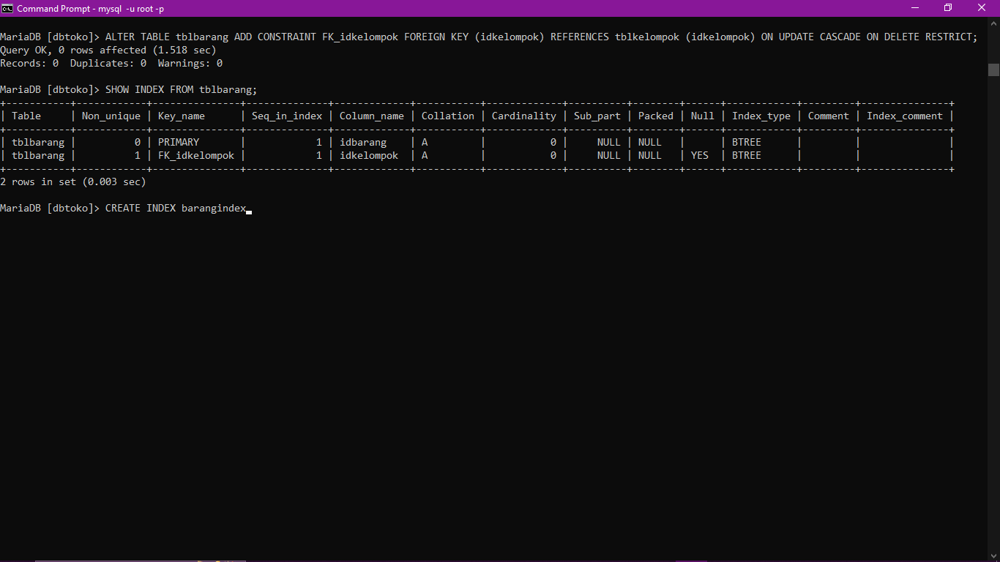 Command Prompt - mysql  -u root -p
MariaDB [dbtoko]> ALTER TABLE tblbarang ADD CONSTRAINT FK_idkelompok FOREIGN KEY (idkelompok) REFERENCES tblkelompok (idkelompok) ON UPDATE CASCADE ON DELETE RESTRICT;
Query OK, 0 rows affected (1.518 sec)
Records: 0  Duplicates: 0  Warnings: 0
MariaDB [dbtoko]> SHOW INDEX FROM tblbarang;
+-----------+------------+---------------+--------------+-------------+-----------+-------------+----------+--------+------+------------+---------+---------------+
| Table     | Non_unique | Key_name      | Seq_in_index | Column_name | Collation | Cardinality | Sub_part | Packed | Null | Index_type | Comment | Index_comment |
+-----------+------------+---------------+--------------+-------------+-----------+-------------+----------+--------+------+------------+---------+---------------+
| tblbarang |          0 | PRIMARY       |            1 | idbarang    | A         |           0 |     NULL | NULL   |      | BTREE      |         |               |
| tblbarang |          1 | FK_idkelompok |            1 | idkelompok  | A         |           0 |     NULL | NULL   | YES  | BTREE      |         |               |
+-----------+------------+---------------+--------------+-------------+-----------+-------------+----------+--------+------+------------+---------+---------------+
2 rows in set (0.003 sec)
MariaDB [dbtoko]> CREATE INDEX barangindex_